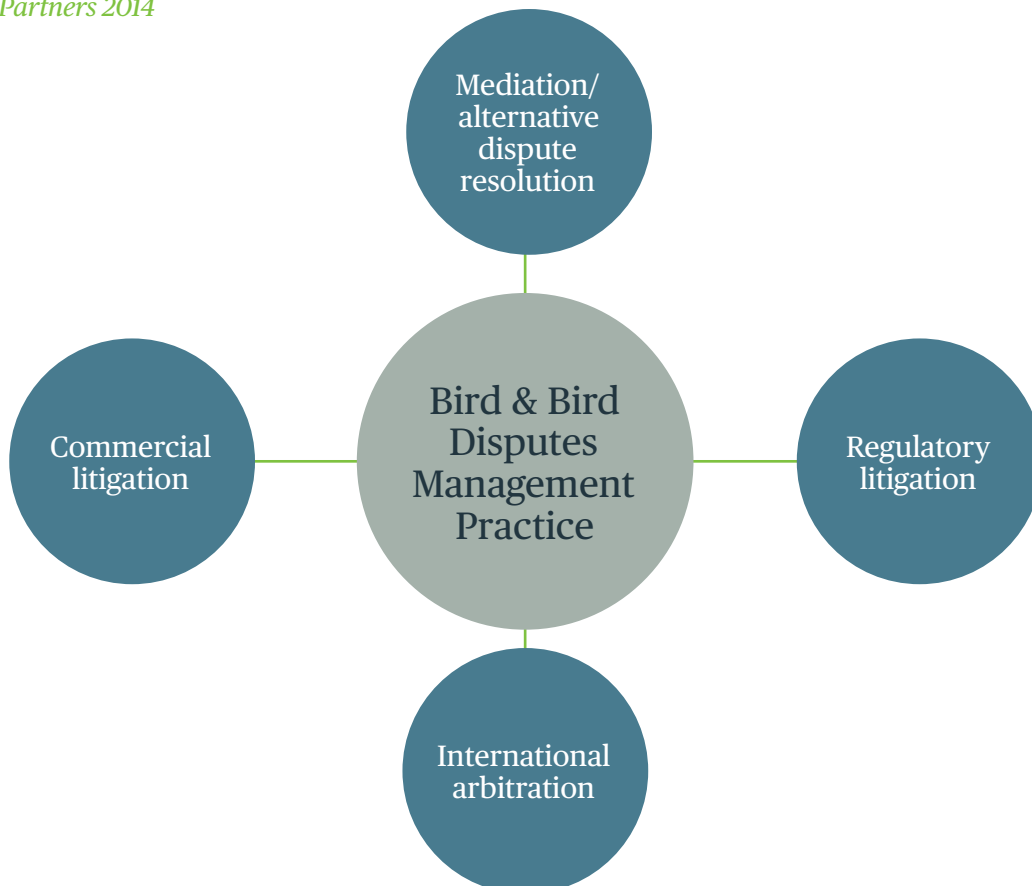 Partners 2014
Mediation/
alternative
dispute
resolution
Commercial
litigation
Bird & Bird
Disputes
Management
Practice
Regulatory
litigation
International
arbitration